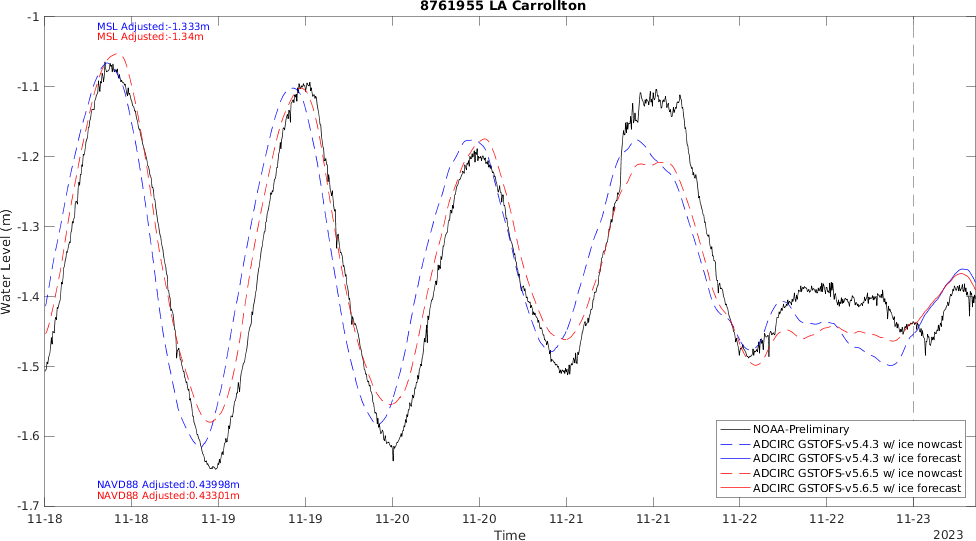 8761955 LA Carrollton
MSL Adjusted:-1.333m
MSL Adjusted:-1.34m
-1
-1.1
-1.2
-1.3
-1.4
-1.5
-1.6
-1.7
Water Level (m)
NAVD88 Adjusted:0.43998m
NAVD88 Adjusted:0.43301m
NOAA-Preliminary
ADCIRC GSTOFS-v5.4.3 w/ ice nowcast
ADCIRC GSTOFS-v5.4.3 w/ ice forecast
ADCIRC GSTOFS-v5.6.5 w/ ice nowcast
ADCIRC GSTOFS-v5.6.5 w/ ice forecast
11-18 11-18 11-19 11-19 11-20 11-20 11-21 11-21 11-22 11-22 11-23
Time
2023